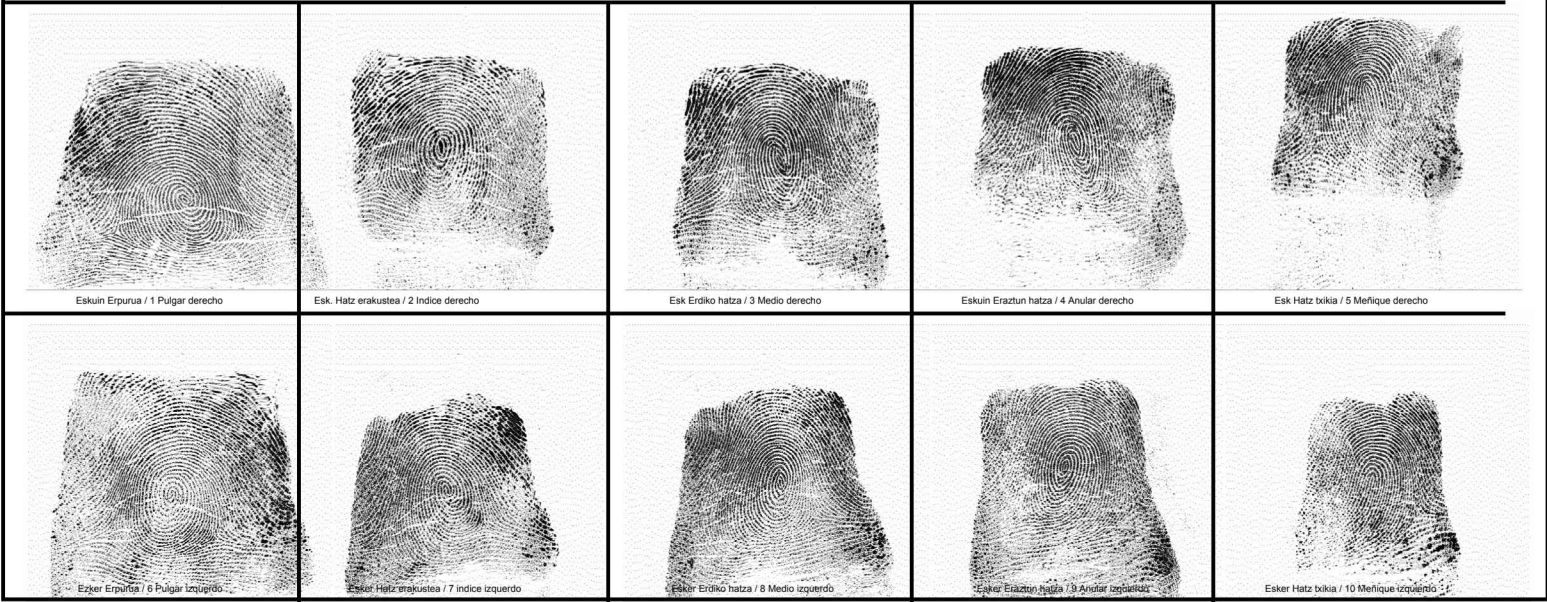 Eskuin Erpurua / 1 Pulgar derecho
Esk. Hatz erakustea / 2 Indice derecho
Esk Erdiko hatza / 3 Medio derecho
Eskuin Eraztun hatza / 4 Anular derecho
Esk Hatz txikia / 5 Meñique derecho
Ezker Erpurua / 6 Pulgar izquerdo
Esker Hatz erakustea / 7 indice izquerdo
Esker Erdiko hatza / 8 Medio izquierdo
Esker Eraztun hatza / 9 Anular izquierdo
Esker Hatz txikia / 10 Meñique izquierdo